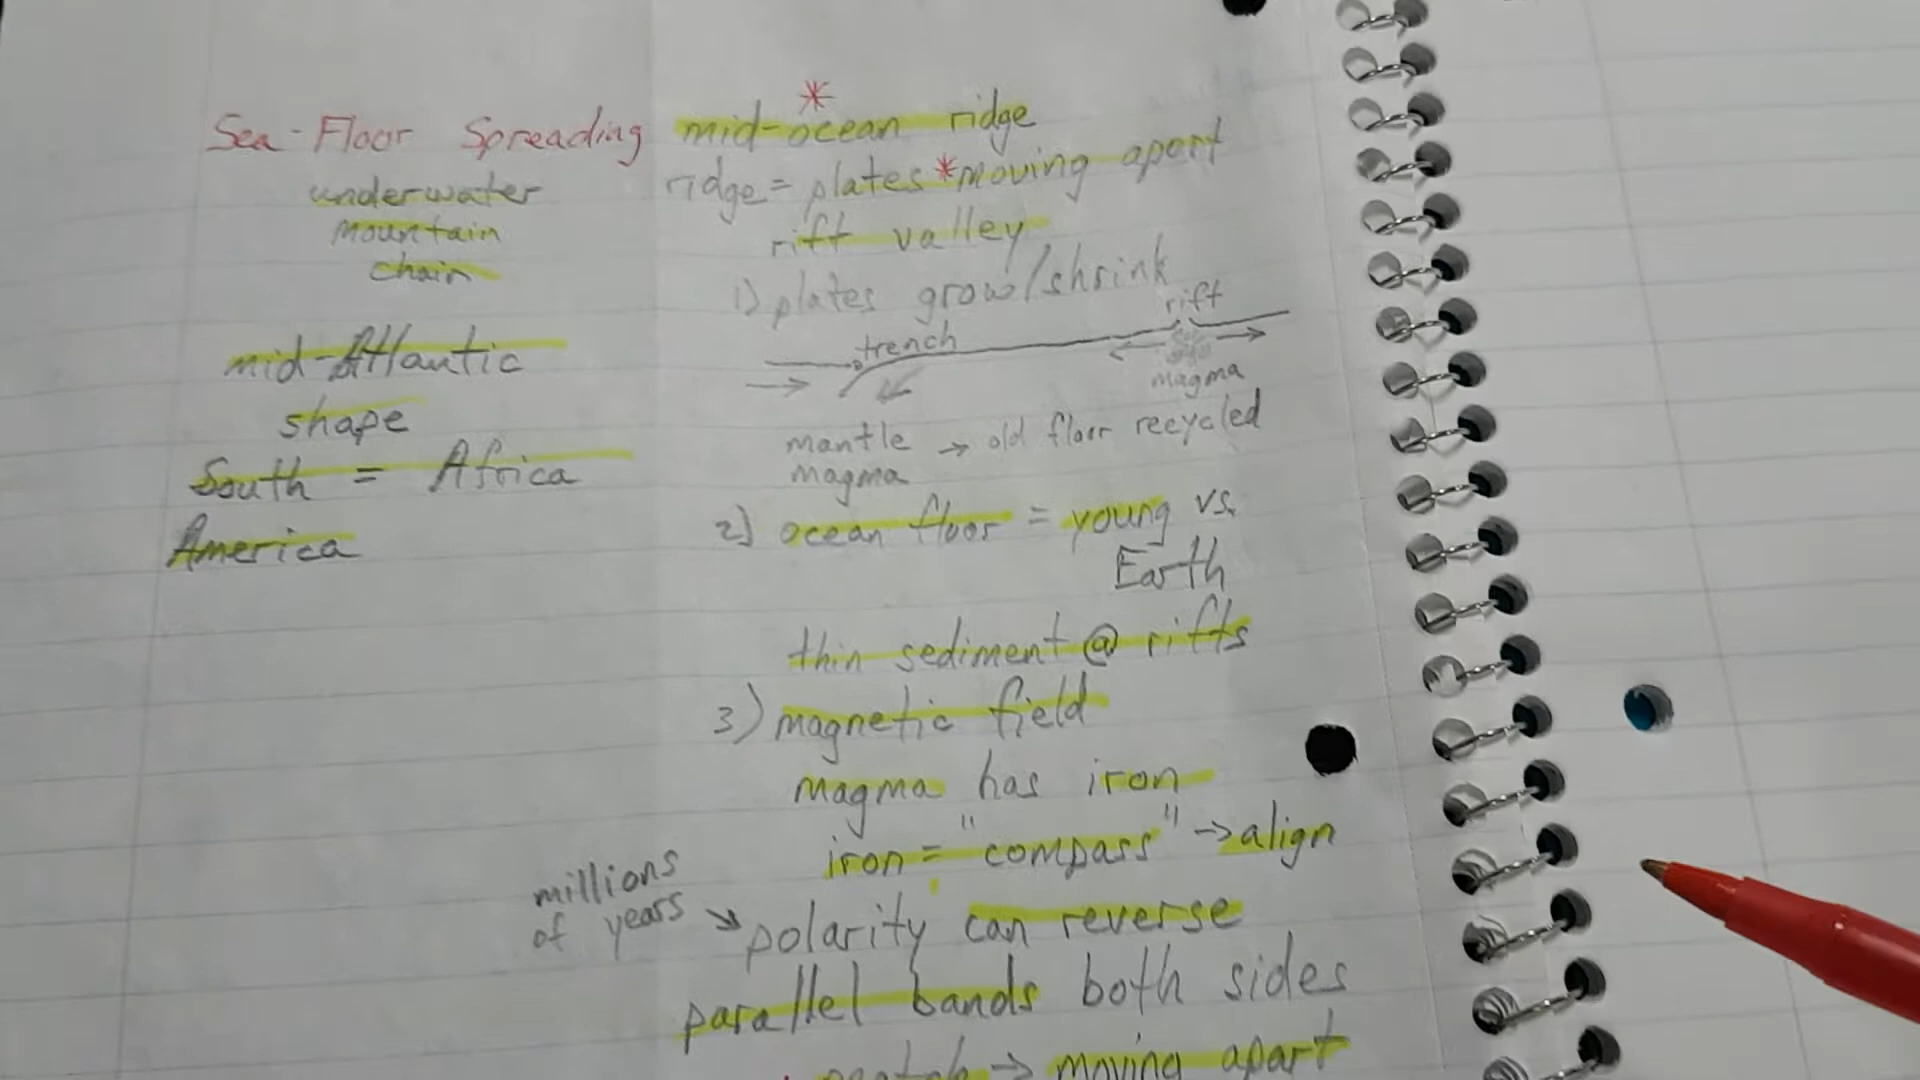 Sea-Floor Spreading
underwater
mountain
chain
mid-Atlantic
shape
South = Africa
America
*
mid-ocean ridge
ridge = plates *moving apart
rift valley
1) plates grow/shrink
rift
trench
magma
mantle → old floor recycled
magma
2) ocean floor = young vs.
Earth
thin sediment @ rifts
3) magnetic field
magma has iron
iron = "compass" → align
millions
of years → polarity can reverse
parallel bands both sides
→ moving apart